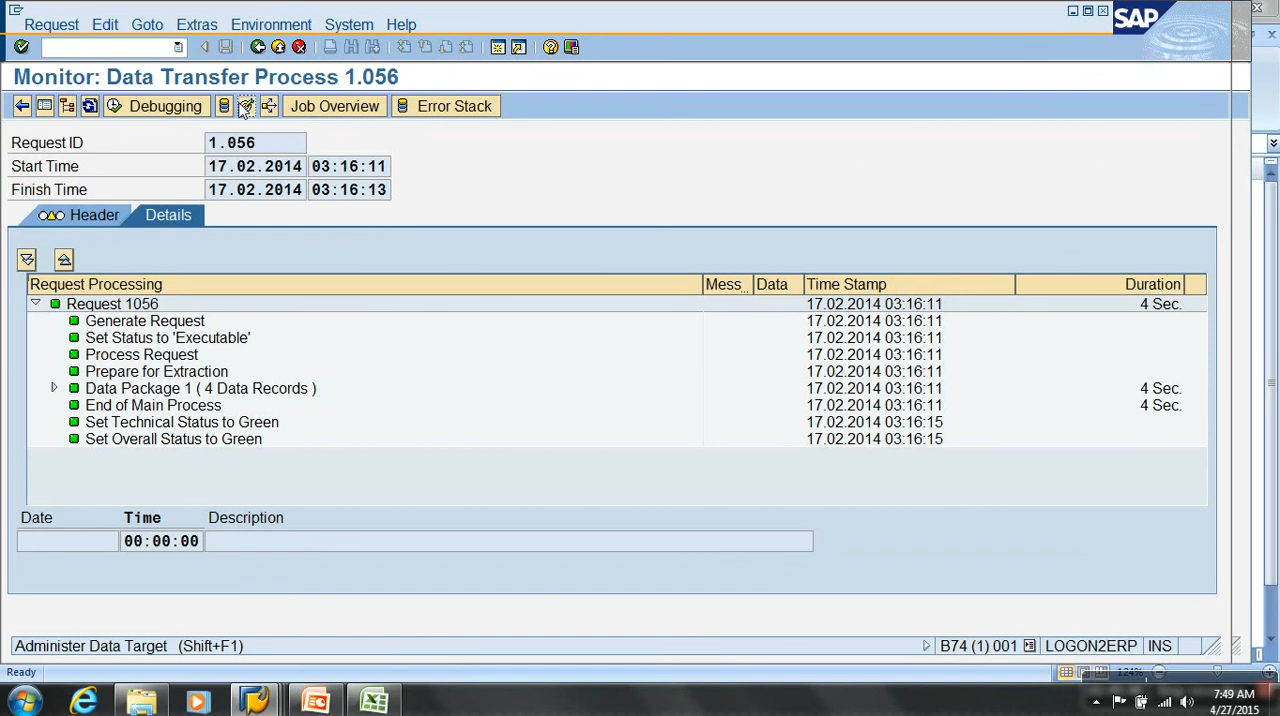 Request Edit Goto Extras Environment System Help
SAP
Monitor: Data Transfer Process 1.056
Debugging Job Overview Error Stack
Request ID 1.056
Start Time 17.02.2014 03:16:11
Finish Time 17.02.2014 03:16:13
Header Details
Request Processing Mess.. Data Time Stamp Duration
Request 1056 17.02.2014 03:16:11 4 Sec.
Generate Request 17.02.2014 03:16:11
Set Status to 'Executable' 17.02.2014 03:16:11
Process Request 17.02.2014 03:16:11
Prepare for Extraction 17.02.2014 03:16:11
Data Package 1 ( 4 Data Records ) 17.02.2014 03:16:11 4 Sec.
End of Main Process 17.02.2014 03:16:11 4 Sec.
Set Technical Status to Green 17.02.2014 03:16:15
Set Overall Status to Green 17.02.2014 03:16:15
Date Time Description
00:00:00
Administer Data Target (Shift+F1) B74 (1) 001 LOGON2ERP INS
Ready 124%
7:49 AM
4/27/2015